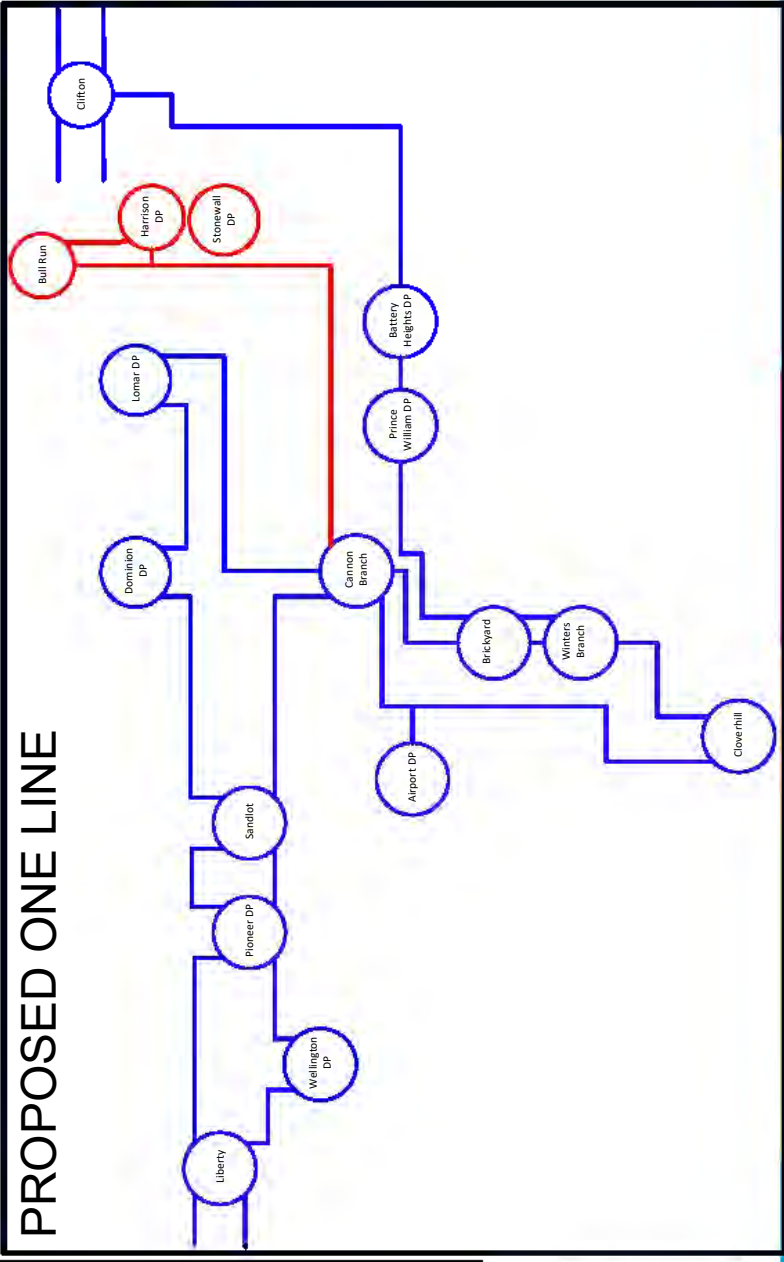 PROPOSED ONE LINE
Liberty
Wellington
DP
Pioneer DP
Sandlot
Dominion
DP
Lomar DP
Bull Run
Harrison
DP
Stonewall
DP
Clifton
Battery
Heights DP
Prince
William DP
Cannon
Branch
Airport DP
Brickyard
Winters
Branch
Cloverhill